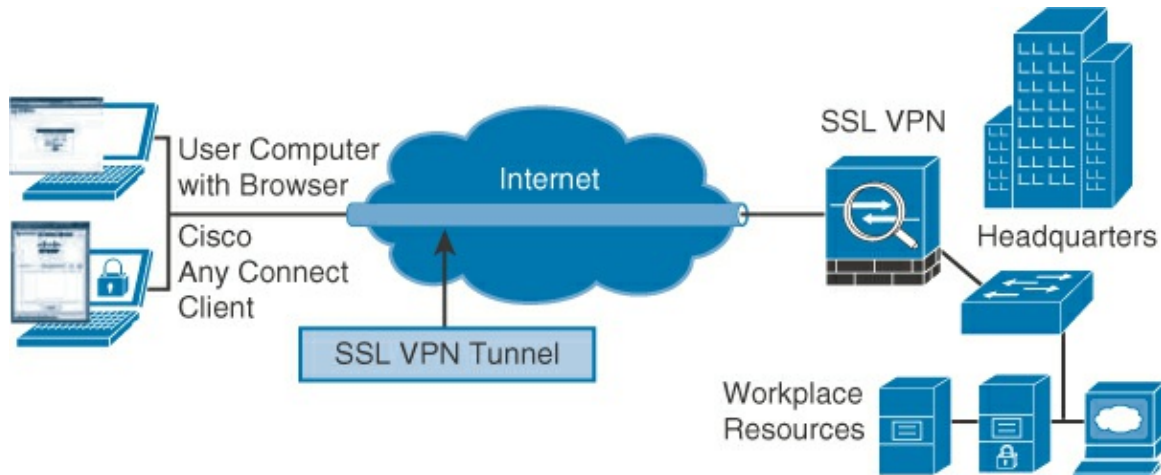 User Computer
with Browser
Cisco
Any Connect
Client
Internet
SSL VPN Tunnel
SSL VPN
Headquarters
Workplace
Resources